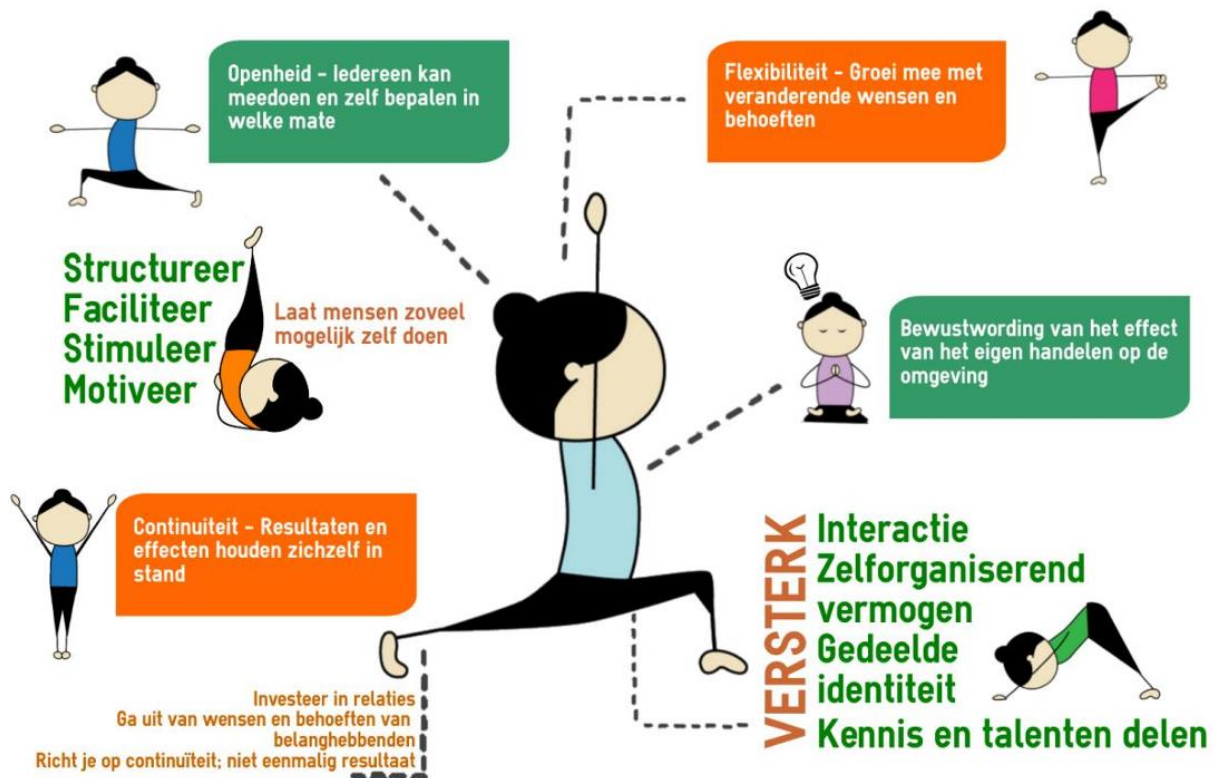 Openheid - Iedereen kan
meedoen en zelf bepalen in
welke mate
Flexibiliteit - Groei mee met
veranderende wensen en
behoeften
Structureer
Faciliteer
Stimuleer
Motiveer
Laat mensen zoveel
mogelijk zelf doen
Bewustwording van het effect
van het eigen handelen op de
omgeving
Continuiteit - Resultaten en
effecten houden zichzelf in
stand
VERSTERK
Interactie
Zelforganiserend
vermogen
Gedeelde
identiteit
Kennis en talenten delen
Investeer in relaties
Ga uit van wensen en behoeften van
belanghebbenden
Richt je op continuïteit; niet eenmalig resultaat